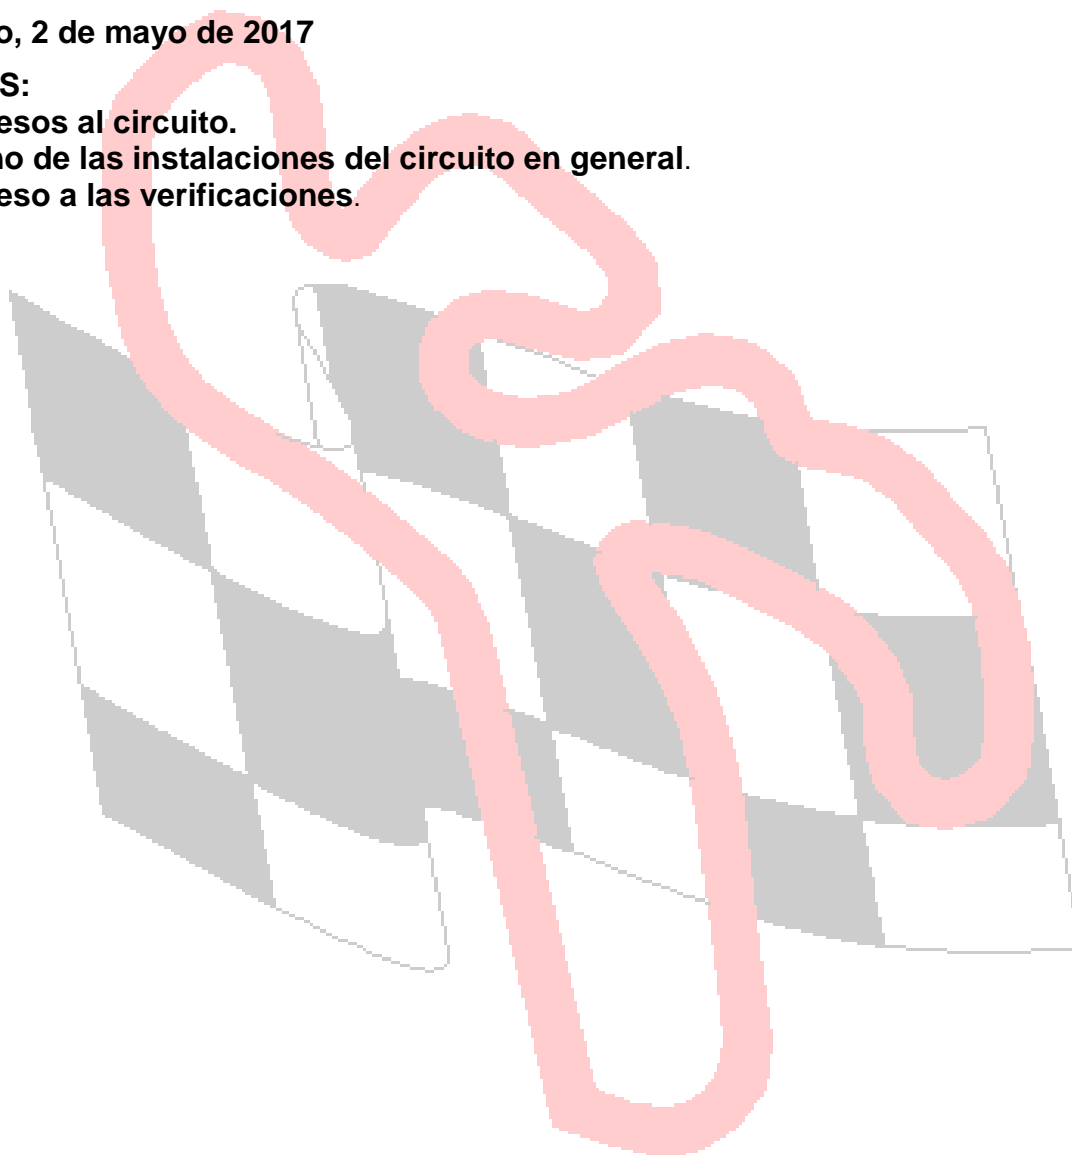 o, 2 de mayo de 2017
S:
esos al circuito.
no de las instalaciones del circuito en general.
eso a las verificaciones.